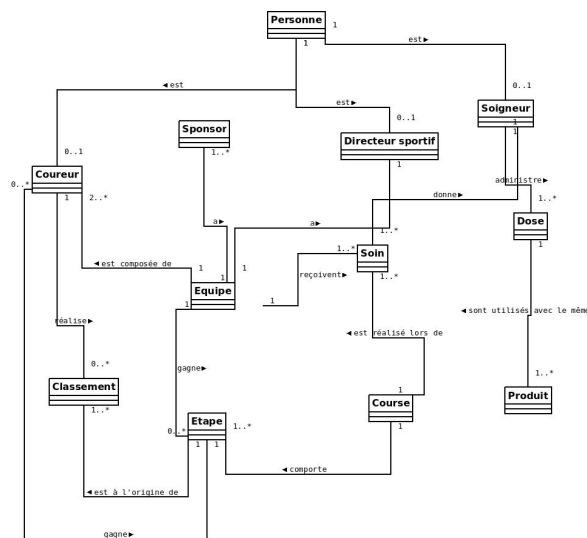 Personne
1
1
est►
◄est
est►
0..1
0..1
0..1
Sponsor
1..*
Soigneur
1
1
Directeur sportif
1
Coureur
0..*
1
2..*
administre►
donne►
1..*
Dose
1
a►
a►
1..*
1..*
Soin
1..*
◄est composée de
1
1
reçoivent►
1
Equipe
1
1
◄sont utilisés avec le même
réalise►
◄est réalisé lors de
gagne►
0..*
Classement
1..*
1
Course
1
1..*
Produit
Etape
1..*
0..*
1
1
◄comporte
◄est à l'origine de
gagne►